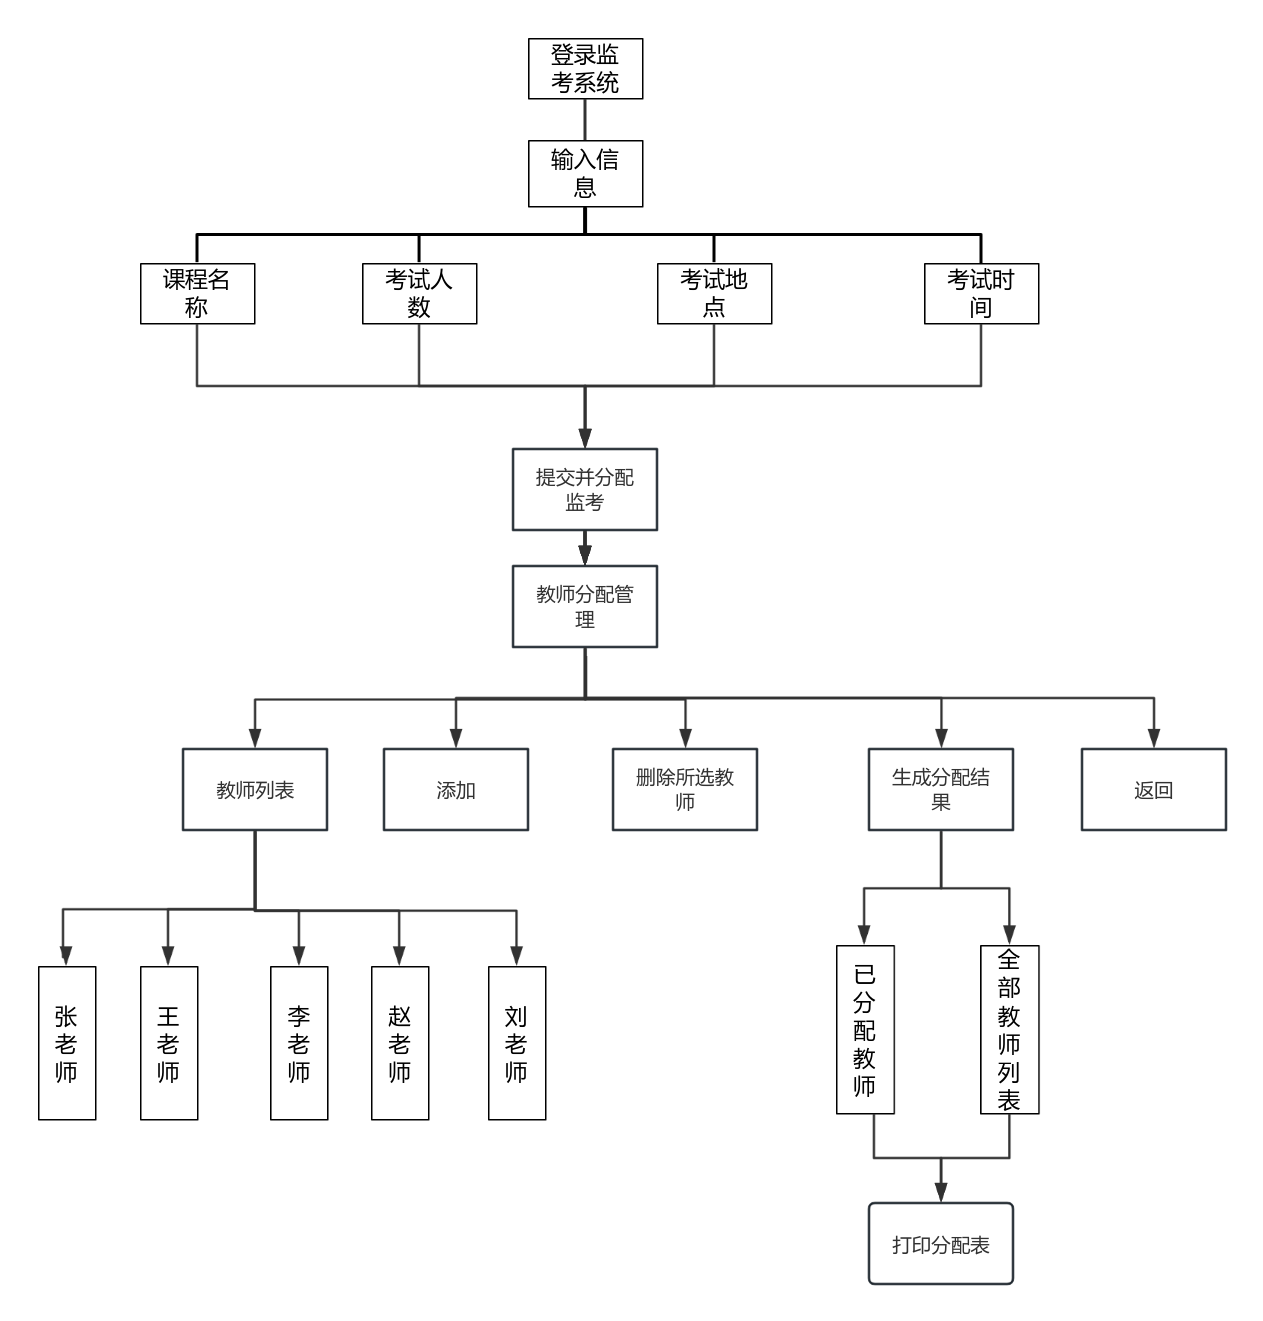 登录监
考系统
输入信
息
课程名
称
考试人
数
考试地
点
考试时
间
提交并分配
监考
教师分配管
理
教师列表
添加
删除所选教
师
生成分配结
果
返回
张老师
王老师
李老师
赵老师
刘老师
已分配教师
全部教师列表
打印分配表